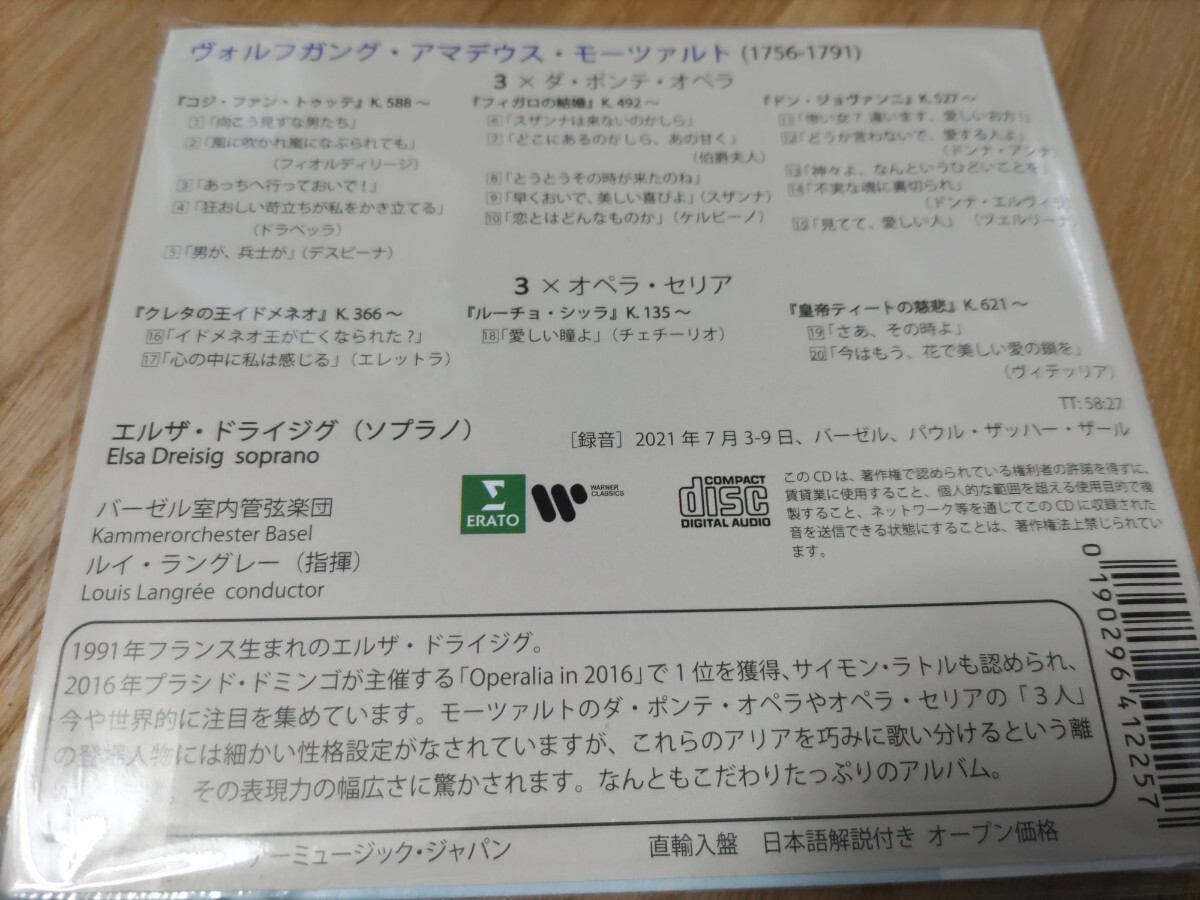 ヴォルフガング・アマデウス・モーツァルト (1756-1791)
3 × ダ・ポンテ・オペラ
『コジ・ファン・トゥッテ』K. 588 ～
1 「向こう見ずな男たち」
2 「風に吹かれ嵐になぶられても」
（フィオルディリージ）
3 「あっちへ行っておいで！」
4 「狂おしい苛立ちが私をかき立てる」
（ドラベッラ）
5 「男が、兵士が」（デスピーナ）
『フィガロの結婚』K. 492 ～
6 「スザンナは来ないのかしら」
7 「どこにあるのかしら、あの甘く」
（伯爵夫人）
8 「とうとうその時が来たのね」
9 「早くおいで、美しい喜びよ」（スザンナ）
10 「恋とはどんなものか」（ケルビーノ）
『ドン・ジョヴァンニ』K. 527 ～
11 「惨い女？ 違います、愛しいお方！」
12 「どうか言わないで、愛する人よ」
（ドンナ・アンナ）
13 「神々よ、なんというひどいことを」
14 「不実な魂に裏切られ」
（ドンナ・エルヴィ
15 「見てて、愛しい人」（ツェルリーナ）
3 × オペラ・セリア
『クレタの王イドメネオ』K. 366 ～
16 「イドメネオ王が亡くなられた？」
17 「心の中に私は感じる」（エレットラ）
『ルーチョ・シッラ』K. 135 ～
18 「愛しい瞳よ」（チェチーリオ）
『皇帝ティートの慈悲』K. 621 ～
19 「さあ、その時よ」
20 「今はもう、花で美しい愛の鎖を」
（ヴィテッリア）
TT: 58:27
エルザ・ドライジグ（ソプラノ）
Elsa Dreisig soprano
［録音］2021 年 7 月 3-9 日、バーゼル、パウル・ザッハー・ザール
バーゼル室内管弦楽団
Kammerorchester Basel
ルイ・ラングレー（指揮）
Louis Langrée conductor
ERATO
WARNER
CLASSICS
COMPACT
disc
DIGITAL AUDIO
このCDは、著作権で認められている権利者の許諾を得ずに、
賃貸業に使用すること、個人的な範囲を超える使用目的で複
製すること、ネットワーク等を通じてこのCDに収録された
音を送信できる状態にすることは、著作権法上禁じられてい
ます。
0 190296 412257
1991年フランス生まれのエルザ・ドライジグ。
2016年プラシド・ドミンゴが主催する「Operalia in 2016」で1位を獲得、サイモン・ラトルも認められ、
今や世界的に注目を集めています。モーツァルトのダ・ポンテ・オペラやオペラ・セリアの「3人」
の登場人物には細かい性格設定がなされていますが、これらのアリアを巧みに歌い分けるという離
、その表現力の幅広さに驚かされます。なんともこだわりたっぷりのアルバム。
ーミュージック・ジャパン
直輸入盤 日本語解説付き オープン価格